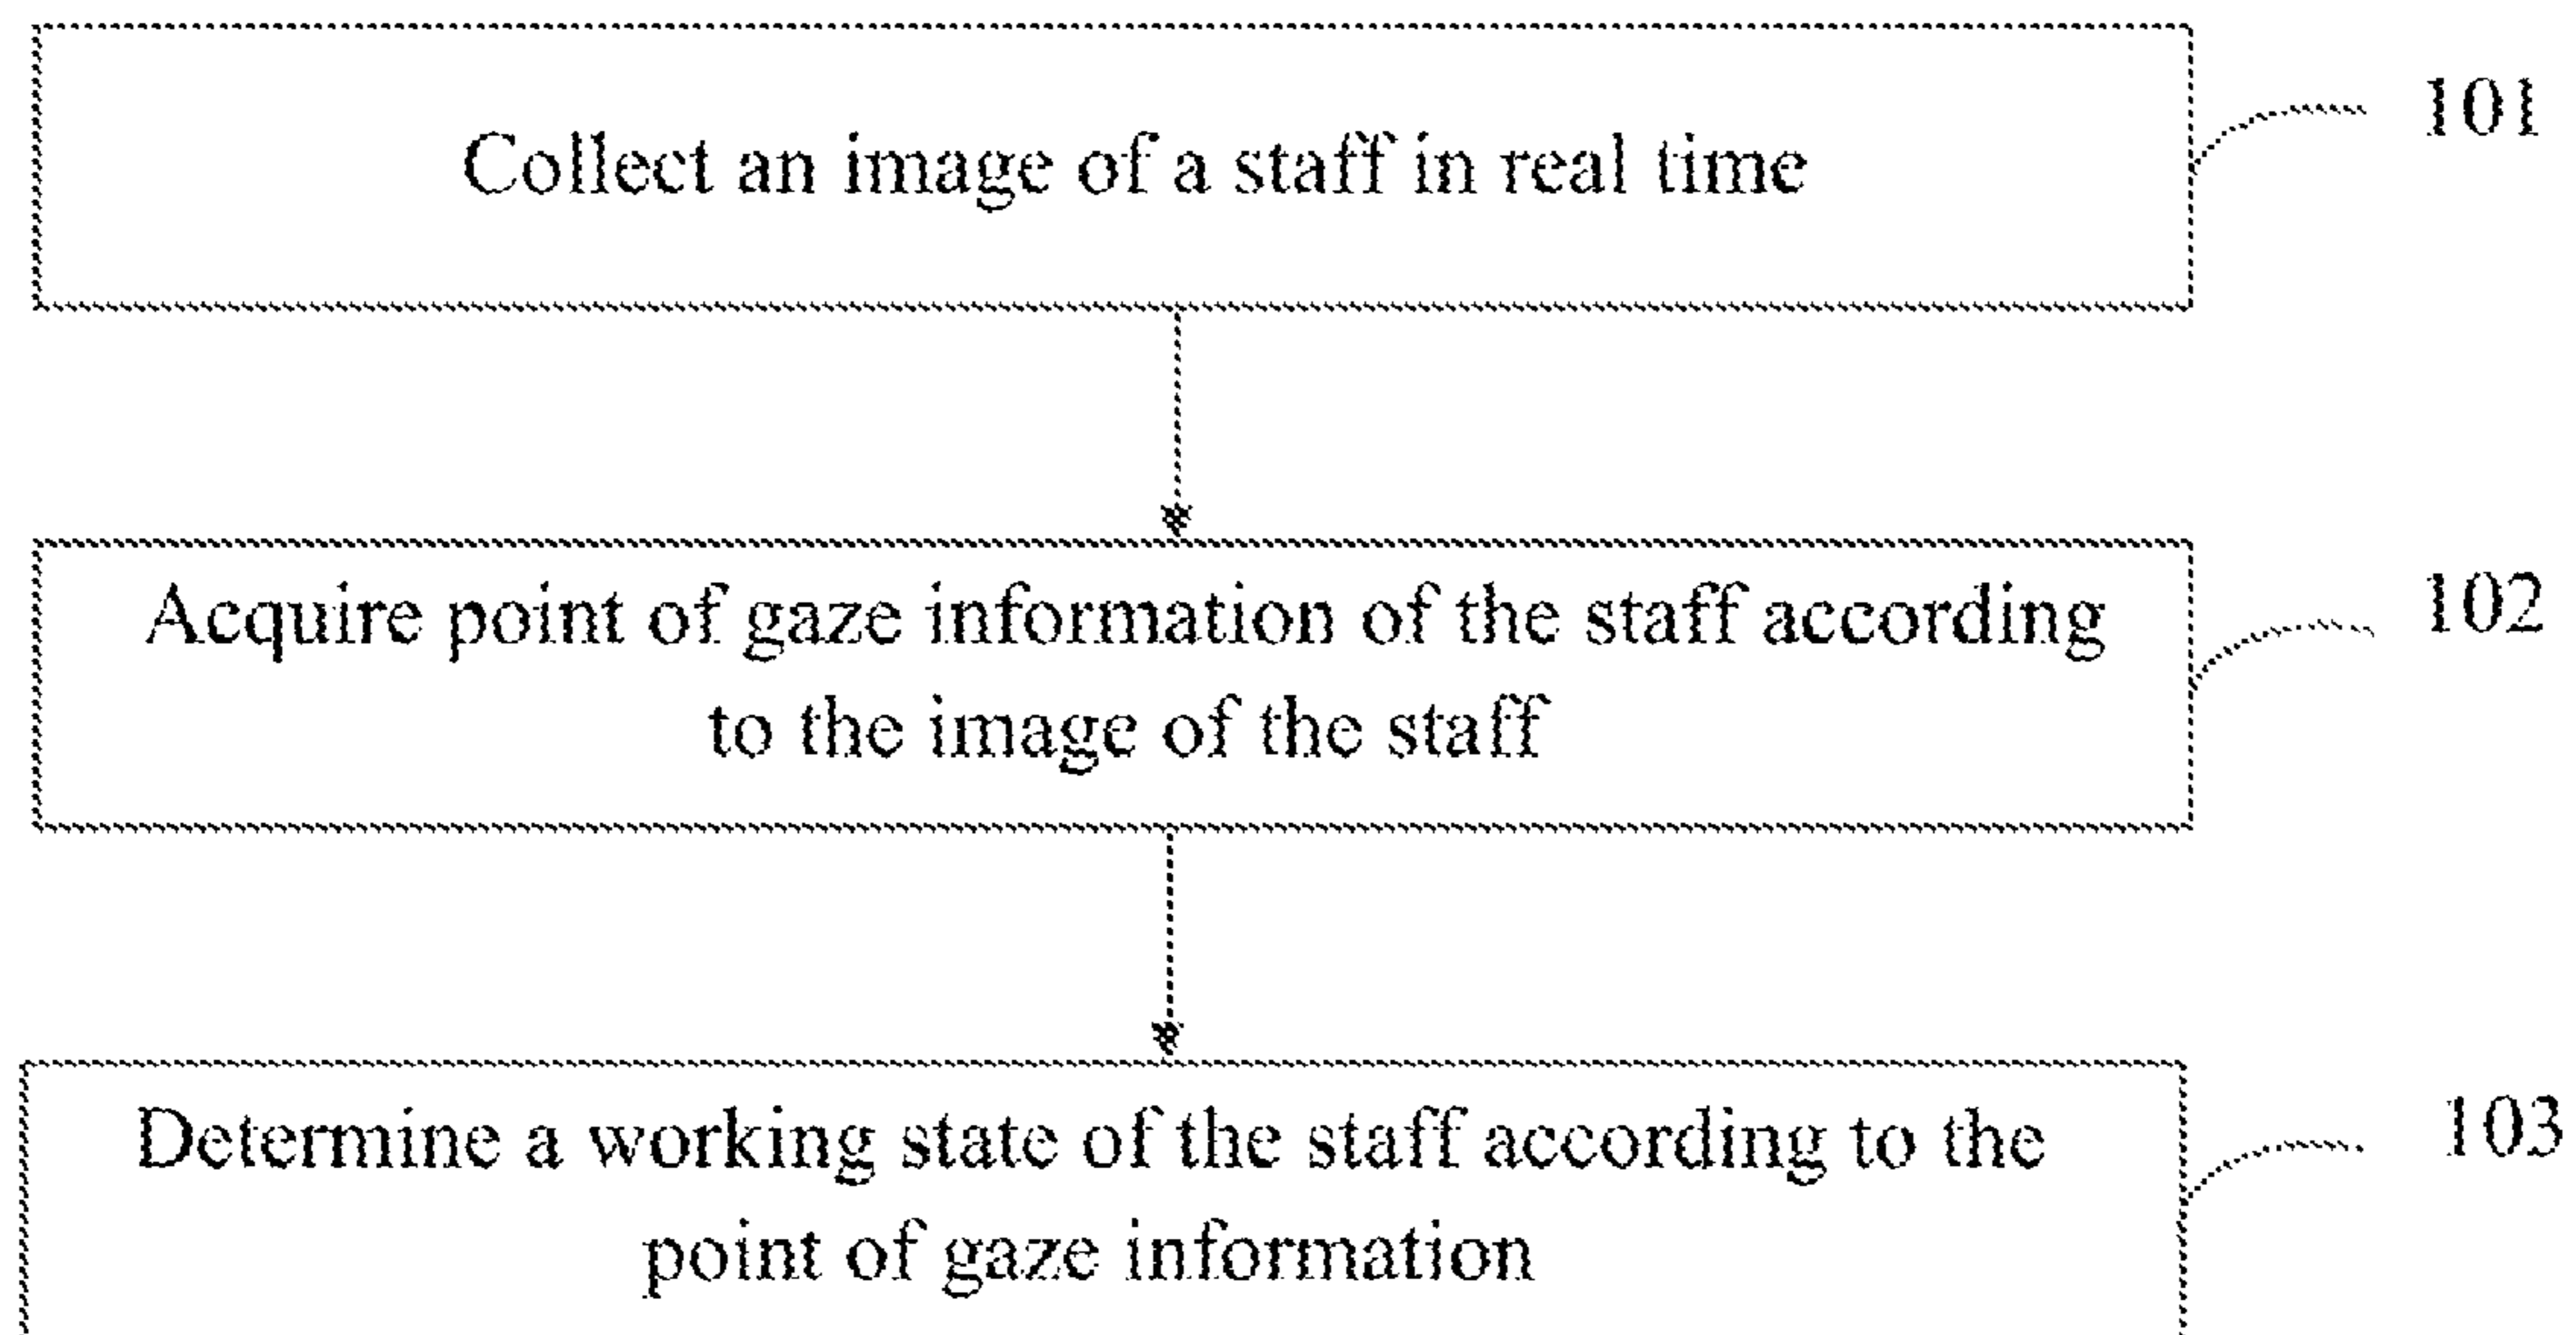 Collect an image of a staff in real time
101
Acquire point of gaze information of the staff according
to the image of the staff
102
Determine a working state of the staff according to the
point of gaze information
103